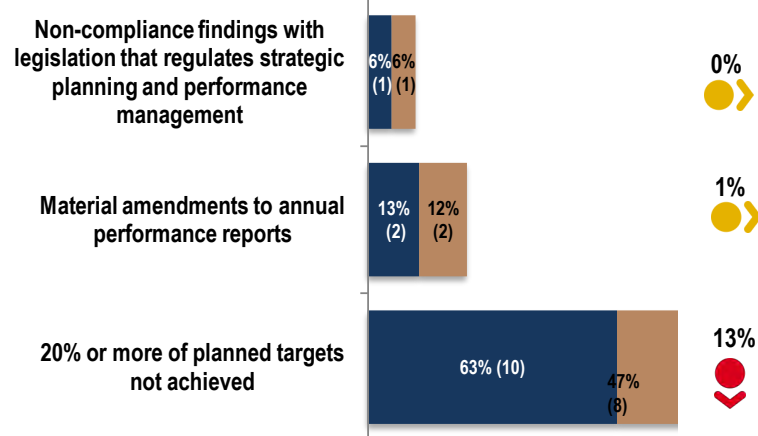 Non-compliance findings with
legislation that regulates strategic
planning and performance
management
6% 6%
(1) (1)
0%
Material amendments to annual
performance reports
13% 12%
(2) (2)
1%
20% or more of planned targets
not achieved
63% (10)
47%
(8)
13%